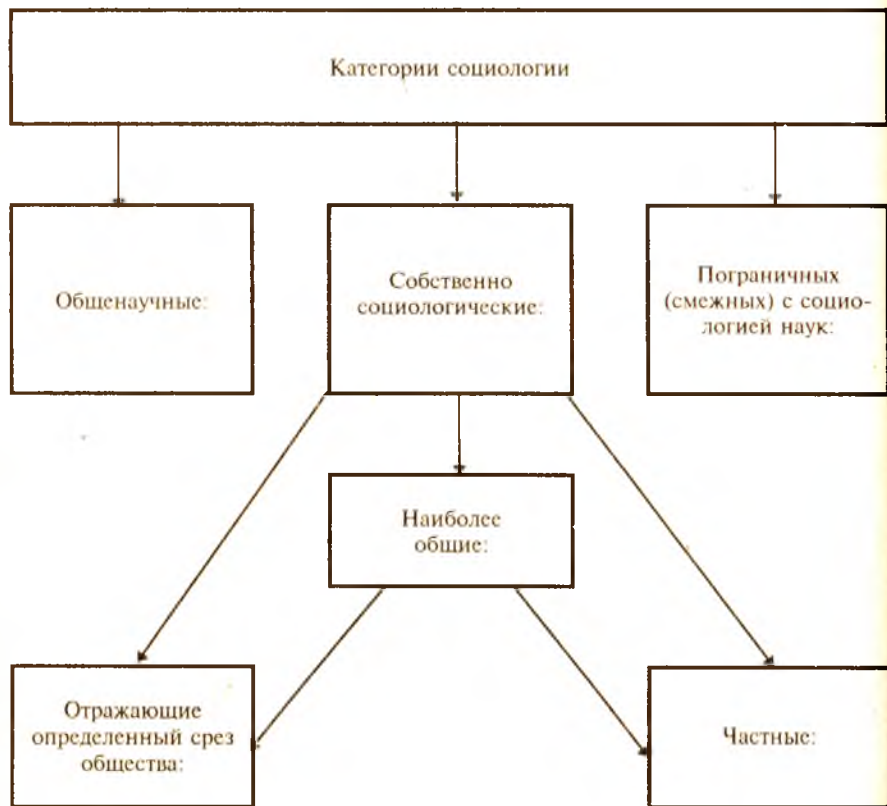 Категории социологии
Общенаучные:
Собственно
социологические:
Пограничных
(смежных) с социо-
логией наук:
Наиболее
общие:
Отражающие
определенный срез
общества:
Частные: